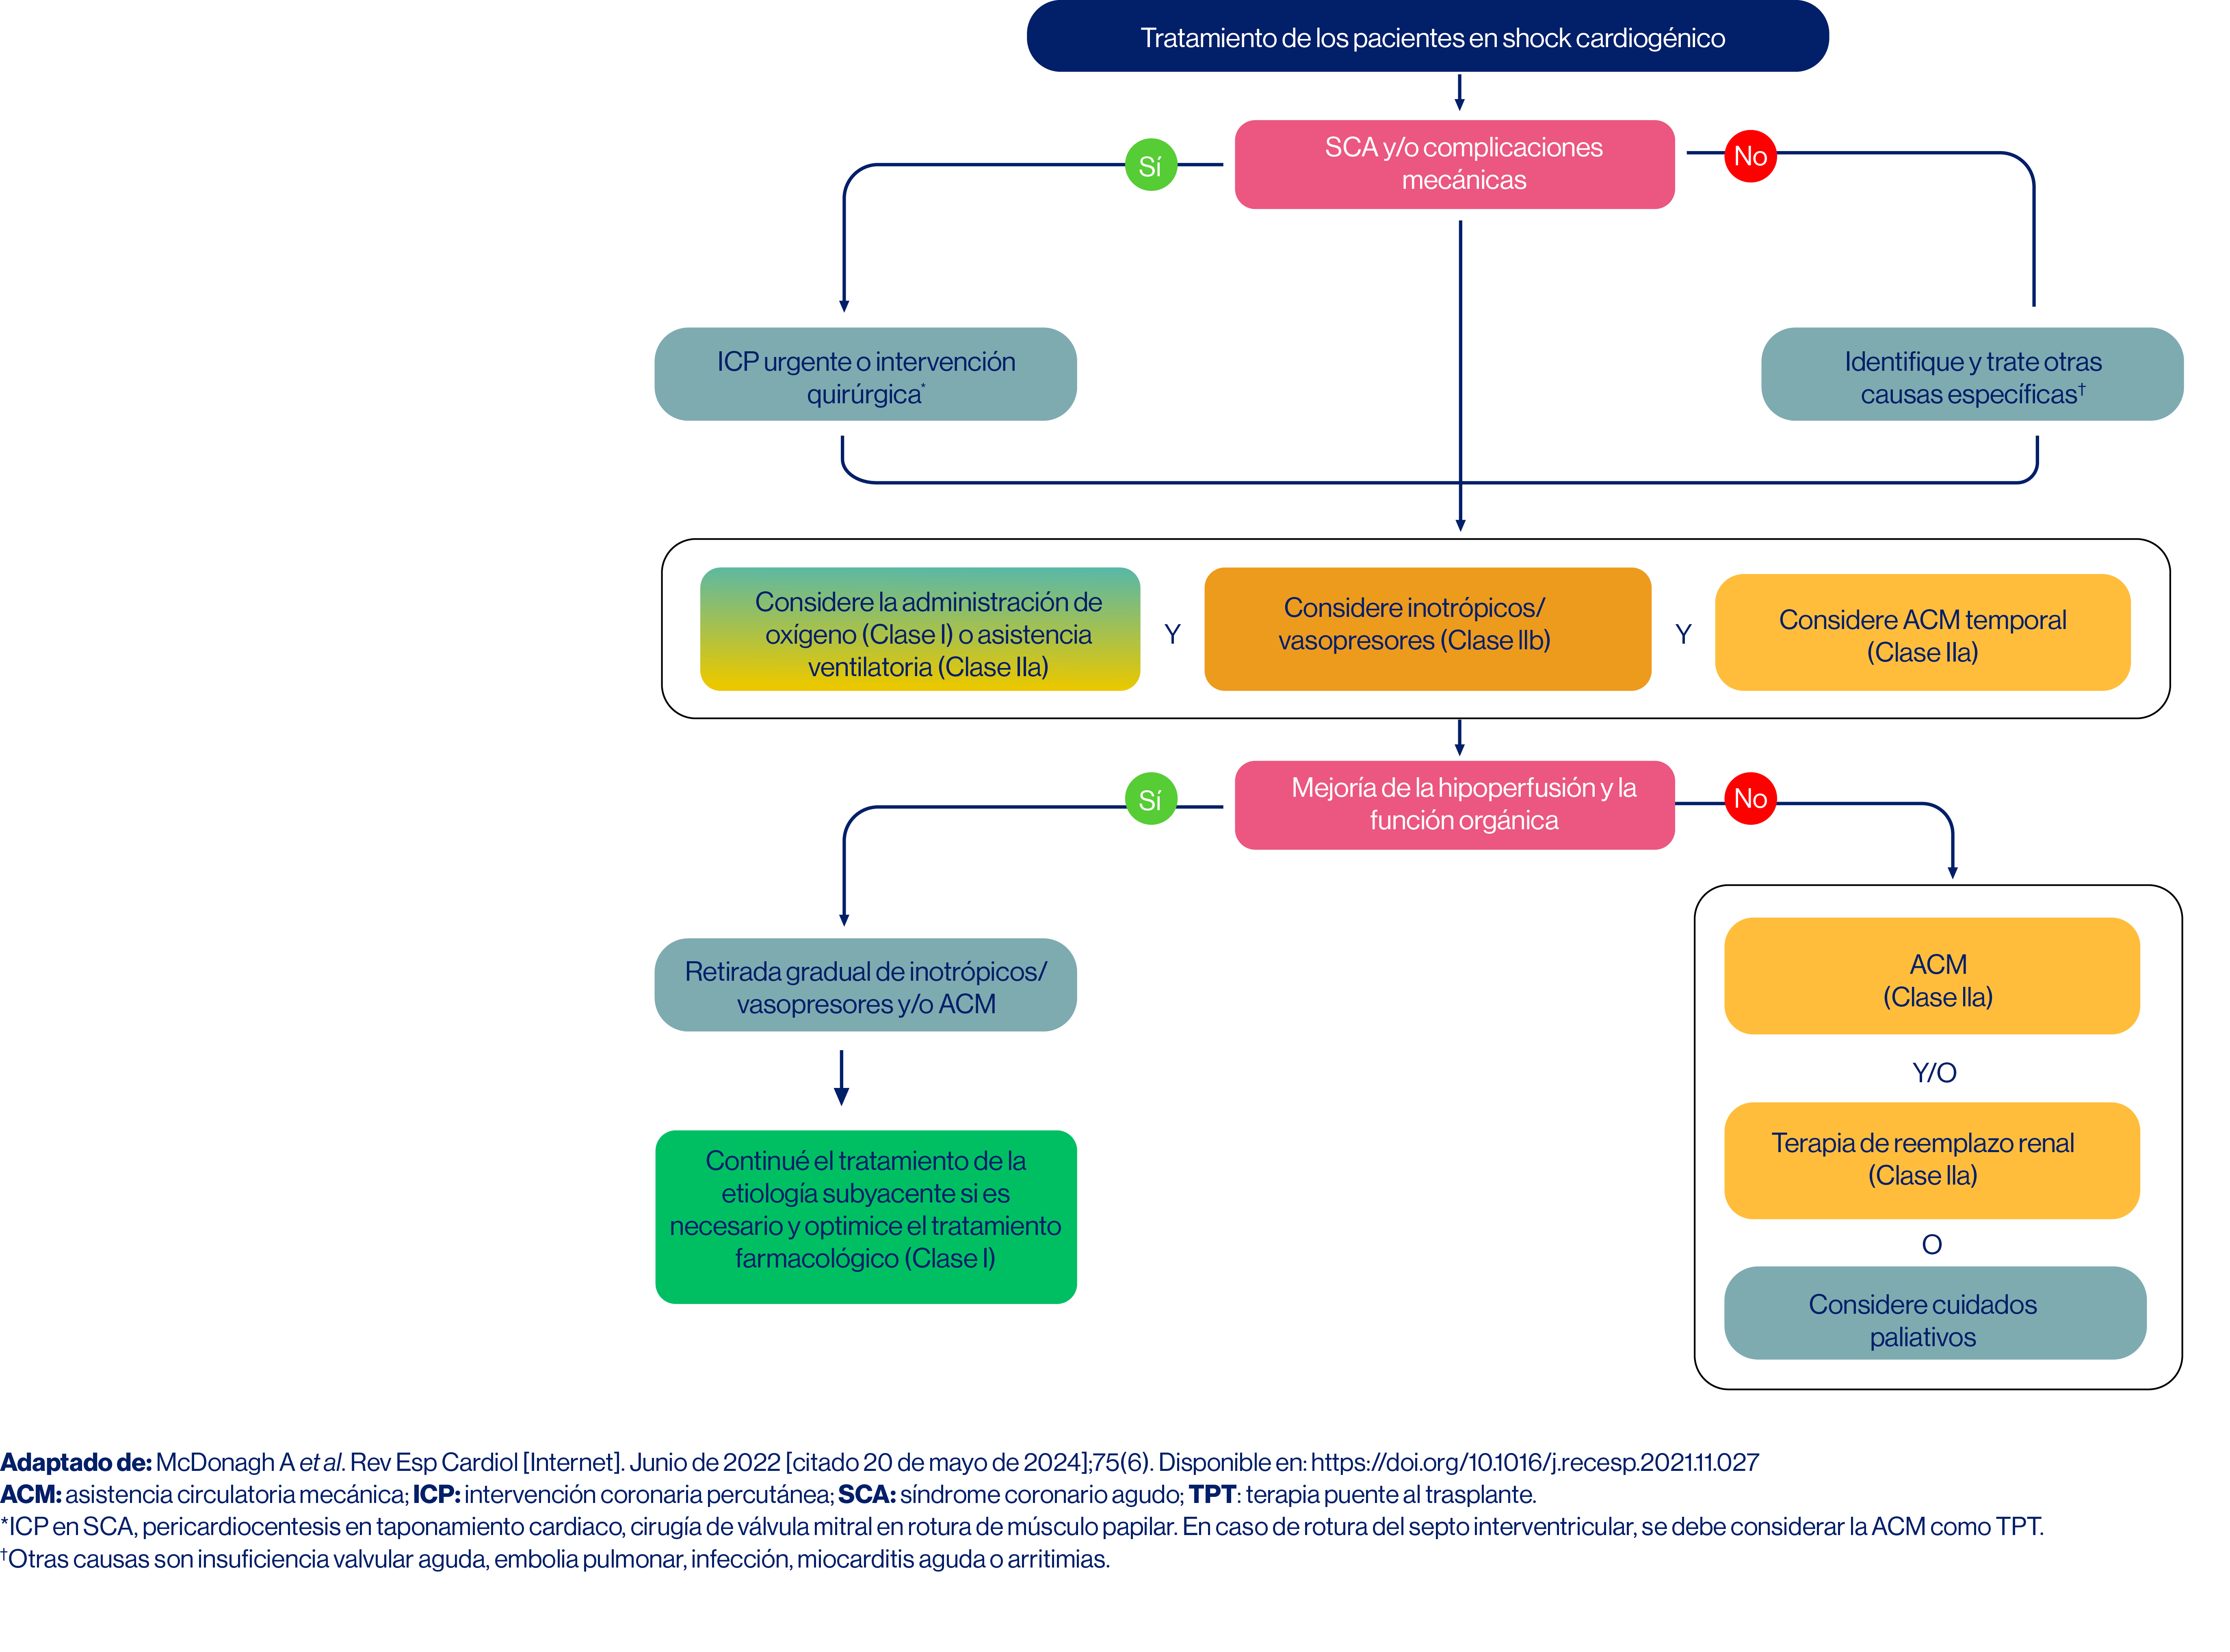 Tratamiento de los pacientes en shock cardiogénico
SCA y/o complicaciones
mecánicas
Sí
No
ICP urgente o intervención
quirúrgica*
Identifique y trate otras
causas específicas†
Considere la administración de
oxígeno (Clase I) o asistencia
ventilatoria (Clase IIa)
Y
Considere inotrópicos/
vasopresores (Clase IIb)
Y
Considere ACM temporal
(Clase IIa)
Mejoría de la hipoperfusión y la
función orgánica
Sí
No
Retirada gradual de inotrópicos/
vasopresores y/o ACM
Continué el tratamiento de la
etiología subyacente si es
necesario y optimice el tratamiento
farmacológico (Clase I)
ACM
(Clase IIa)
Y/O
Terapia de reemplazo renal
(Clase IIa)
O
Considere cuidados
paliativos
Adaptado de: McDonagh A et al. Rev Esp Cardiol [Internet]. Junio de 2022 [citado 20 de mayo de 2024];75(6). Disponible en: https://doi.org/10.1016/j.recesp.2021.11.027
ACM: asistencia circulatoria mecánica; ICP: intervención coronaria percutánea; SCA: síndrome coronario agudo; TPT: terapia puente al trasplante.
*ICP en SCA, pericardiocentesis en taponamiento cardiaco, cirugía de válvula mitral en rotura de músculo papilar. En caso de rotura del septo interventricular, se debe considerar la ACM como TPT.
†Otras causas son insuficiencia valvular aguda, embolia pulmonar, infección, miocarditis aguda o arritimias.